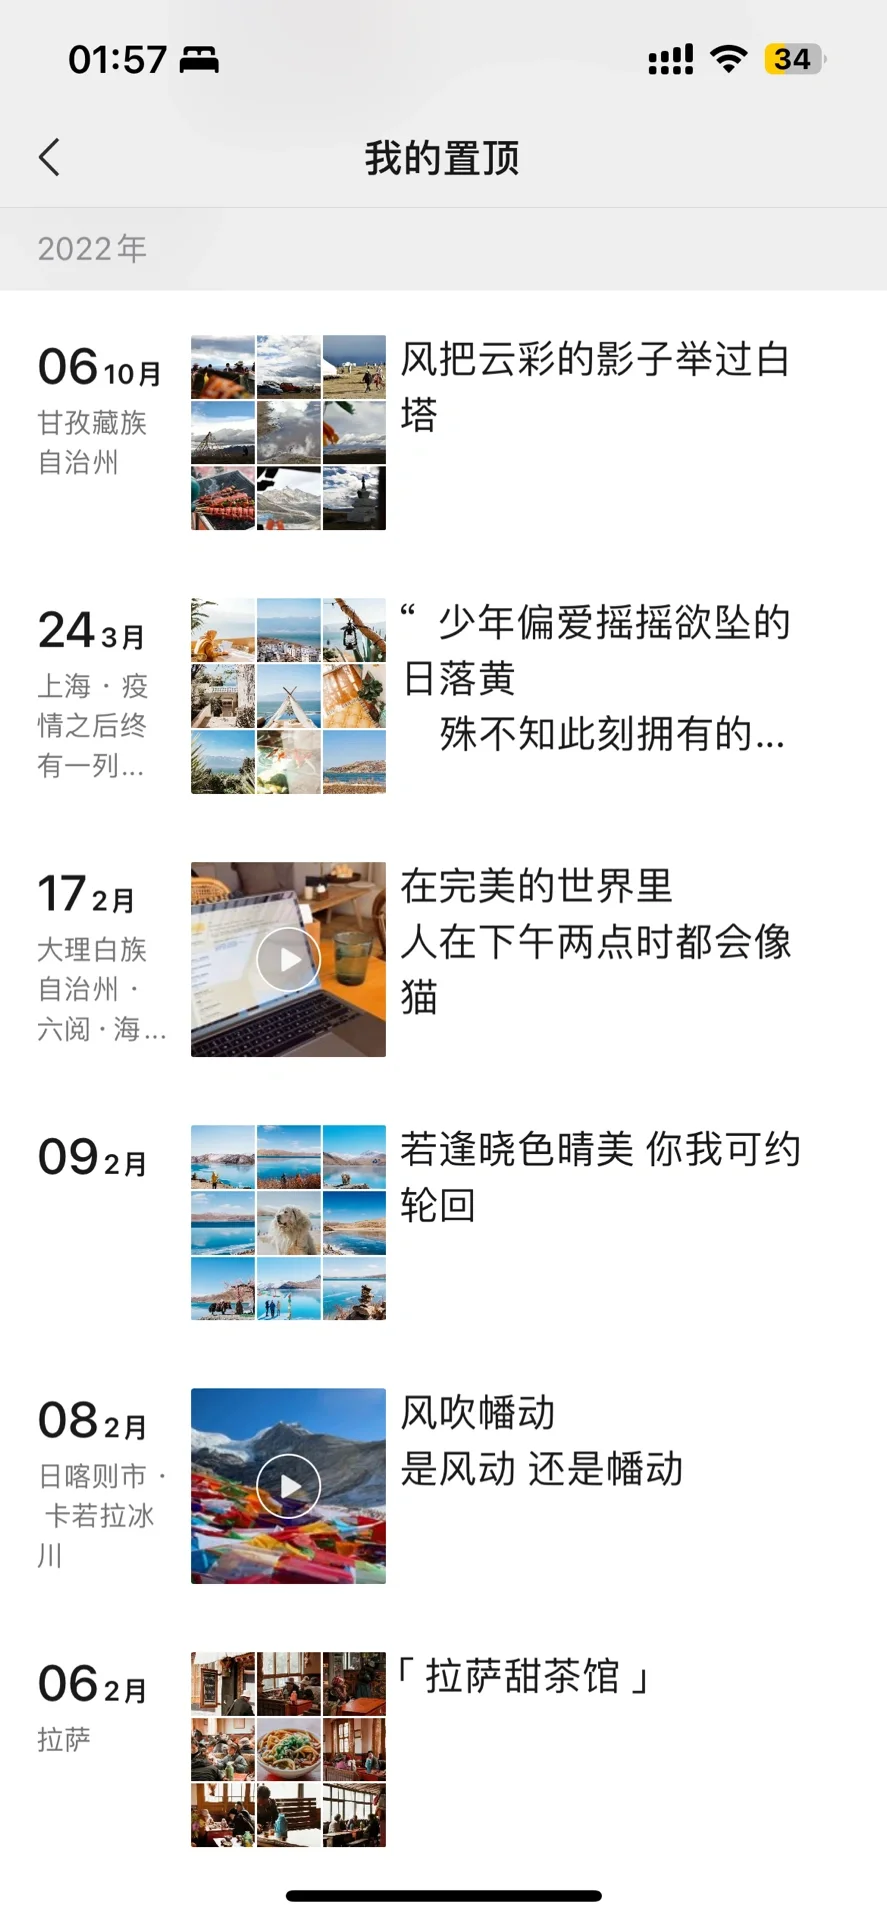 01:57
34
我的置顶
2022年
06 10月
甘孜藏族
自治州
风把云彩的影子举过白
塔
24 3月
上海 · 疫
情之后终
有一列...
“ 少年偏爱摇摇欲坠的
日落黄
殊不知此刻拥有的...
17 2月
大理白族
自治州 ·
六阅 · 海...
在完美的世界里
人在下午两点时都会像
猫
09 2月
若逢晓色晴美 你我可约
轮回
08 2月
日喀则市 ·
卡若拉冰
川
风吹幡动
是风动 还是幡动
06 2月
拉萨
「 拉萨甜茶馆 」